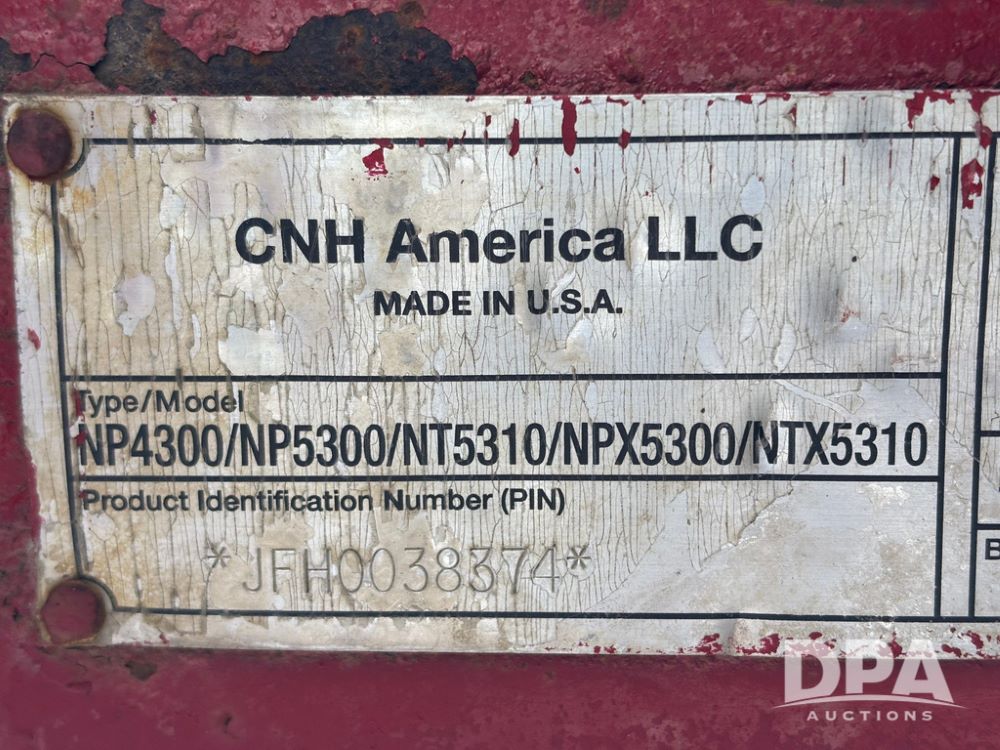 CNH America LLC
MADE IN U.S.A.
Type/Model
NP4300/NP5300/NT5310/NPX5300/NTX5310
Product Identification Number (PIN)
*JFH0038374*
B
DPA
AUCTIONS